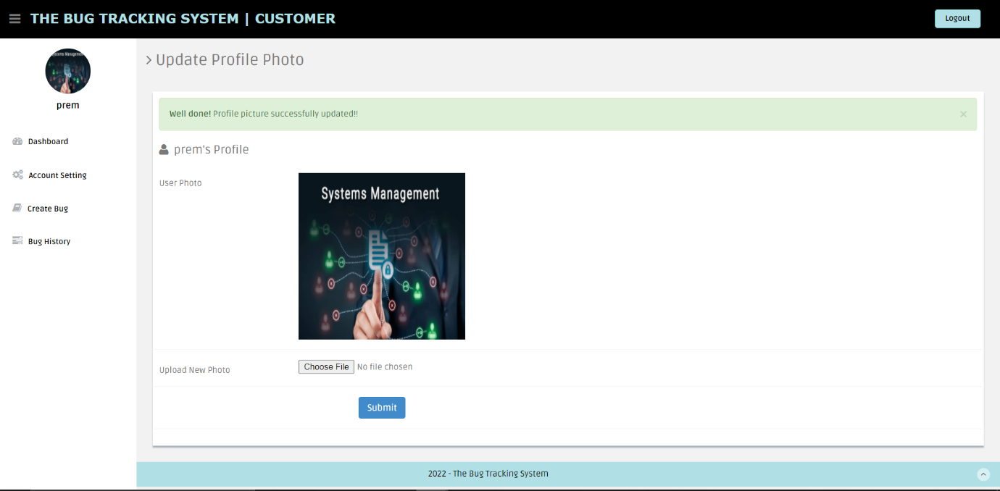 THE BUG TRACKING SYSTEM | CUSTOMER
Logout
Systems Management
prem
Dashboard
Account Setting
Create Bug
Bug History
Update Profile Photo
Well done! Profile picture successfully updated!!
×
prem's Profile
User Photo
Systems Management
Upload New Photo
Choose File No file chosen
Submit
2022 - The Bug Tracking System